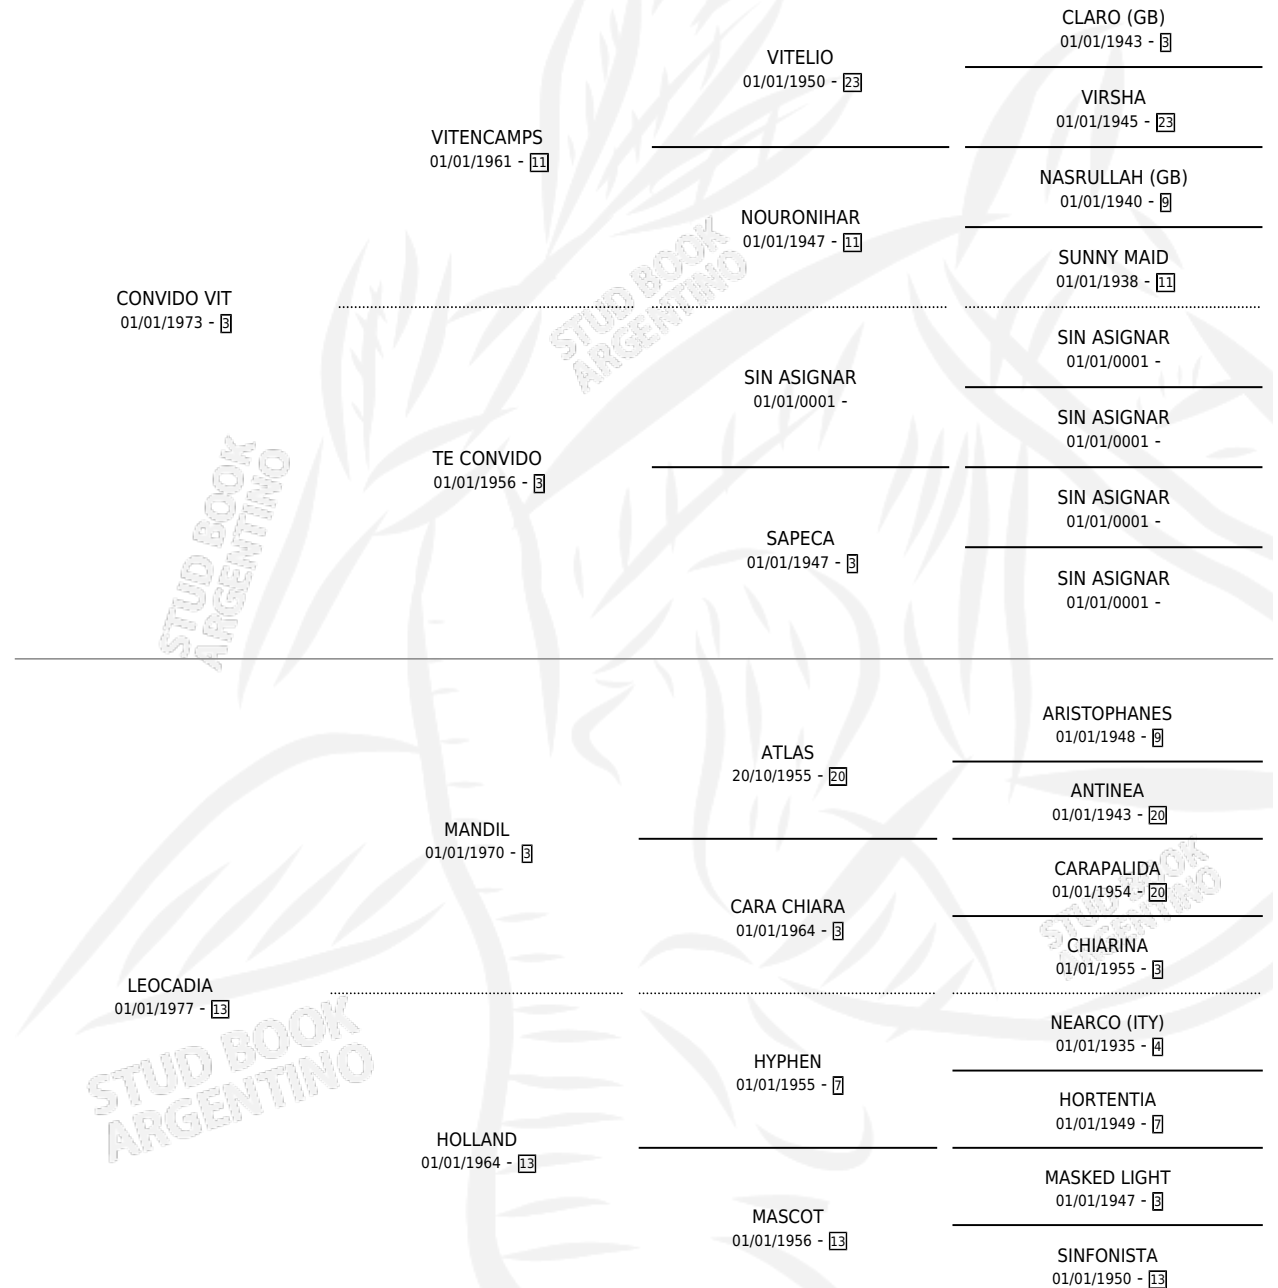 CLARO (GB)
01/01/1943 - 3
VITELIO
01/01/1950 - 23
VIRSHA
01/01/1945 - 23
VITENCAMPS
01/01/1961 - 11
NASRULLAH (GB)
01/01/1940 - 9
NOURONIHAR
01/01/1947 - 11
SUNNY MAID
01/01/1938 - 11
CONVIDO VIT
01/01/1973 - 3
SIN ASIGNAR
01/01/0001 -
SIN ASIGNAR
01/01/0001 -
SIN ASIGNAR
01/01/0001 -
TE CONVIDO
01/01/1956 - 3
SIN ASIGNAR
01/01/0001 -
SAPECA
01/01/1947 - 3
SIN ASIGNAR
01/01/0001 -
ARISTOPHANES
01/01/1948 - 9
ATLAS
20/10/1955 - 20
ANTINEA
01/01/1943 - 20
MANDIL
01/01/1970 - 3
CARAPALIDA
01/01/1954 - 20
CARA CHIARA
01/01/1964 - 3
CHIARINA
01/01/1955 - 3
LEOCADIA
01/01/1977 - 13
NEARCO (ITY)
01/01/1935 - 4
HYPHEN
01/01/1955 - 7
HORTENTIA
01/01/1949 - 7
HOLLAND
01/01/1964 - 13
MASKED LIGHT
01/01/1947 - 3
MASCOT
01/01/1956 - 13
SINFONISTA
01/01/1950 - 13
STUD BOOK
ARGENTINO
STUD BOOK
ARGENTINO
STUD BOOK
ARGENTINO
STUD BOOK
ARGENTINO